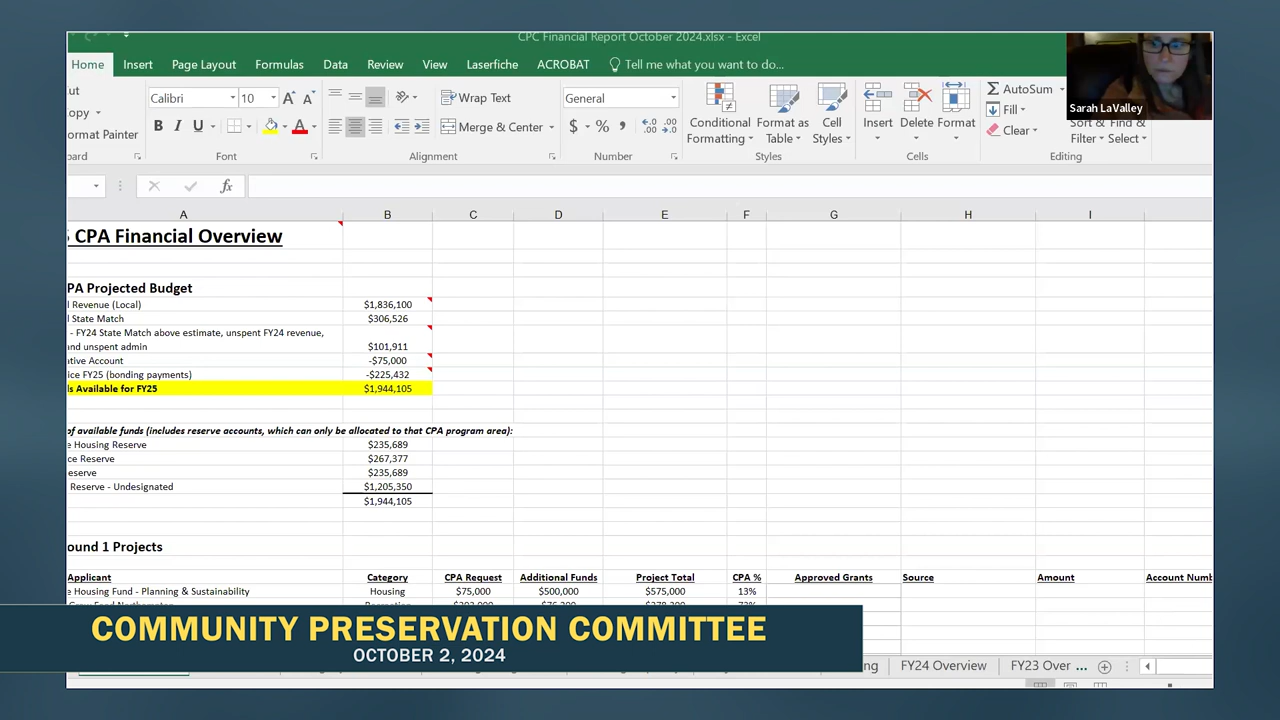 CPC Financial Report October 2024.xlsx - Excel
Home Insert Page Layout Formulas Data Review View Laserfiche ACROBAT Tell me what you want to do...
ut
opy
ormat Painter
Calibri 10
B I U
Wrap Text
Merge & Center
General
$ % ,
Conditional Formatting
Format as Table
Cell Styles
Insert Delete Format
AutoSum
Fill
Clear
Sort & Filter
Find & Select
Sarah LaValley
ard Font Alignment Number Styles Cells Editing
fx
A B C D E F G H I
CPA Financial Overview
PA Projected Budget
l Revenue (Local) $1,836,100
l State Match $306,526
- FY24 State Match above estimate, unspent FY24 revenue,
and unspent admin $101,911
ative Account -$75,000
ice FY25 (bonding payments) -$225,432
ls Available for FY25 $1,944,105
of available funds (includes reserve accounts, which can only be allocated to that CPA program area):
e Housing Reserve $235,689
ce Reserve $267,377
eserve $235,689
Reserve - Undesignated $1,205,350
$1,944,105
ound 1 Projects
Applicant Category CPA Request Additional Funds Project Total CPA % Approved Grants Source Amount Account Numb
e Housing Fund - Planning & Sustainability Housing $75,000 $500,000 $575,000 13%
COMMUNITY PRESERVATION COMMITTEE
OCTOBER 2, 2024
ng FY24 Overview FY23 Over ...